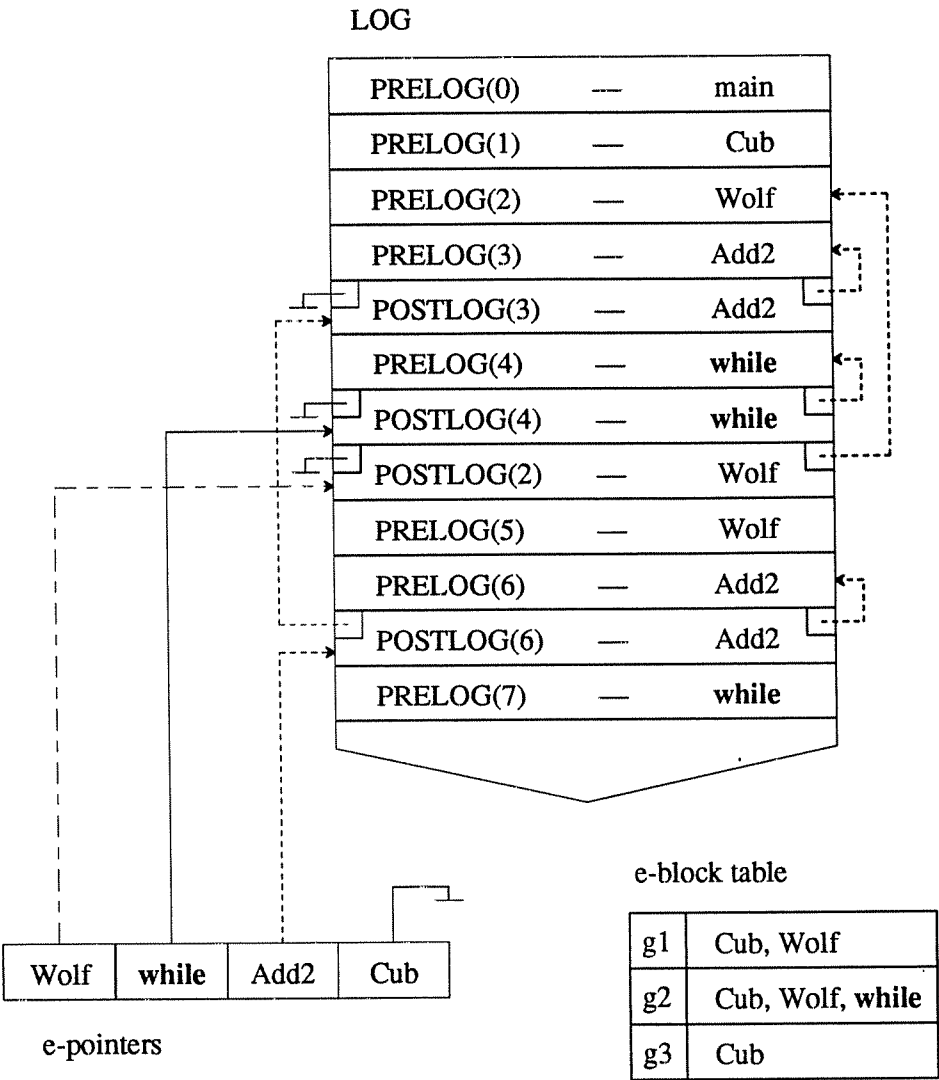 LOG
PRELOG(0) — main
PRELOG(1) — Cub
PRELOG(2) — Wolf
PRELOG(3) — Add2
POSTLOG(3) — Add2
PRELOG(4) — while
POSTLOG(4) — while
POSTLOG(2) — Wolf
PRELOG(5) — Wolf
PRELOG(6) — Add2
POSTLOG(6) — Add2
PRELOG(7) — while
Wolf while Add2 Cub
e-pointers
e-block table
g1 Cub, Wolf
g2 Cub, Wolf, while
g3 Cub